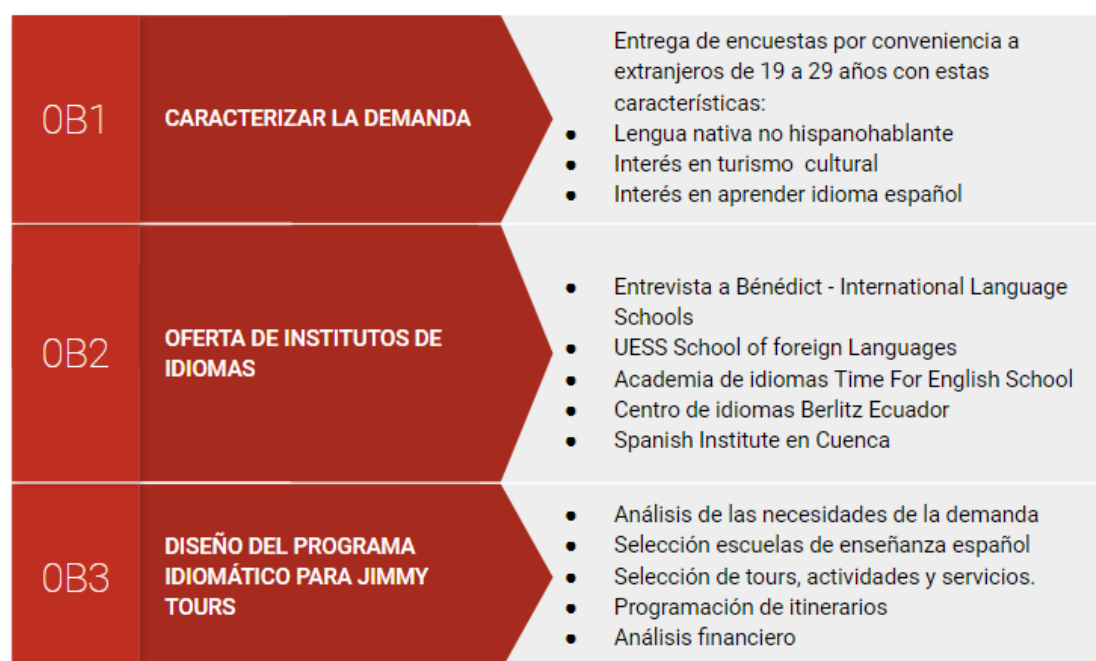 0B1
CARACTERIZAR LA DEMANDA
Entrega de encuestas por conveniencia a
extranjeros de 19 a 29 años con estas
características:
● Lengua nativa no hispanohablante
● Interés en turismo cultural
● Interés en aprender idioma español
0B2
OFERTA DE INSTITUTOS DE
IDIOMAS
● Entrevista a Bénédict - International Language
Schools
● UESS School of foreign Languages
● Academia de idiomas Time For English School
● Centro de idiomas Berlitz Ecuador
● Spanish Institute en Cuenca
0B3
DISEÑO DEL PROGRAMA
IDIOMÁTICO PARA JIMMY
TOURS
● Análisis de las necesidades de la demanda
● Selección escuelas de enseñanza español
● Selección de tours, actividades y servicios.
● Programación de itinerarios
● Análisis financiero